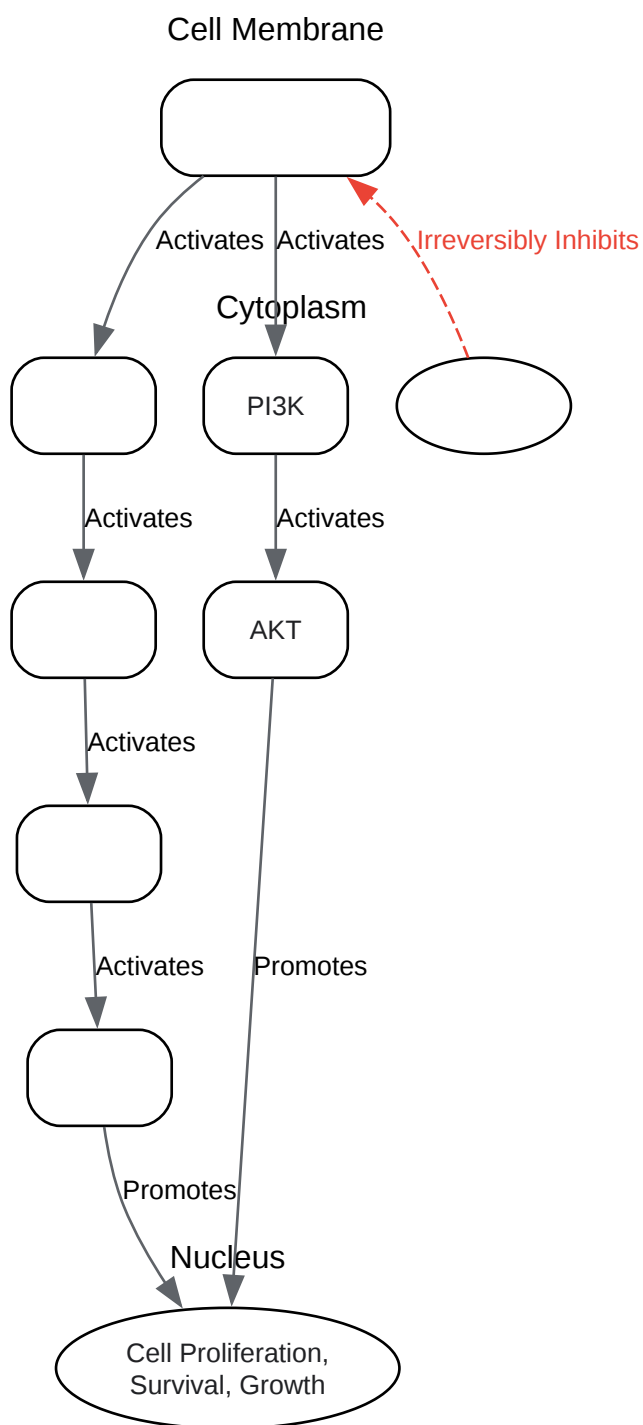 Cell Membrane
Activates
Activates
Irreversibly Inhibits
Cytoplasm
PI3K
Activates
Activates
AKT
Activates
Activates
Promotes
Promotes
Nucleus
Cell Proliferation,
Survival, Growth